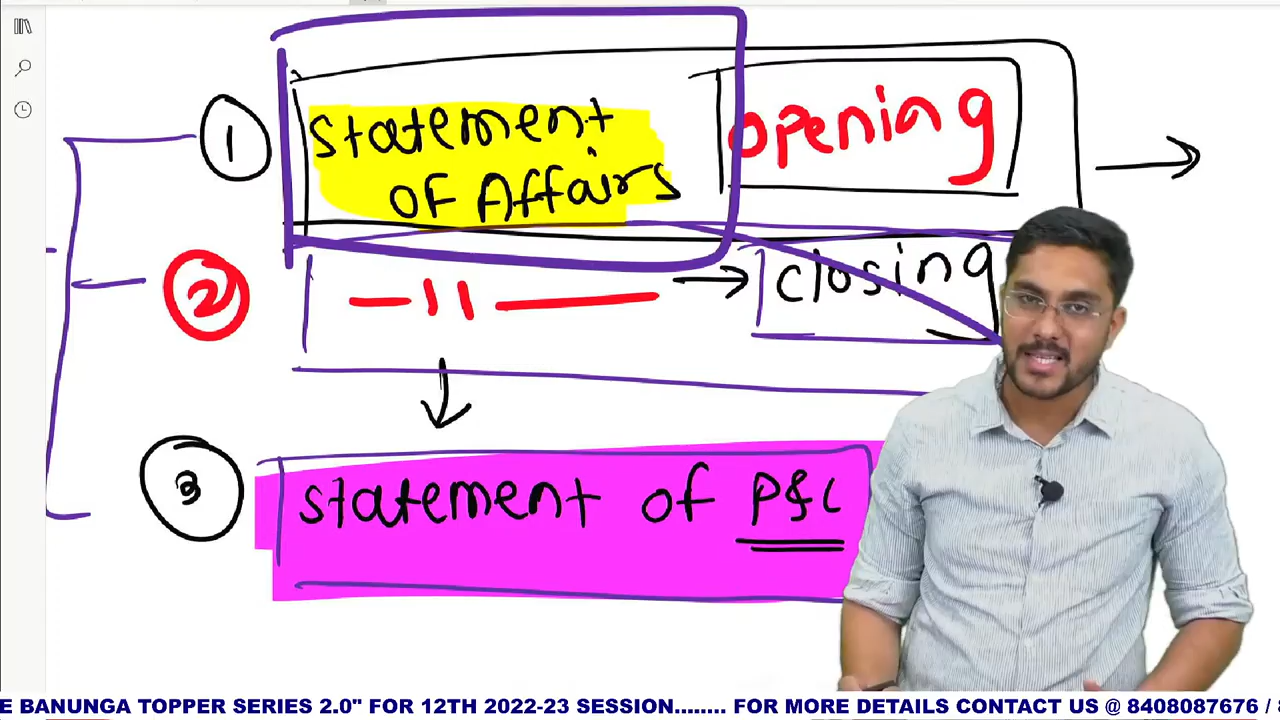 ① statement opening
OF Affairs
② — 11 — → closing
③ statement of P&L
E BANUNGA TOPPER SERIES 2.0" FOR 12TH 2022-23 SESSION........ FOR MORE DETAILS CONTACT US @ 8408087676 / 8